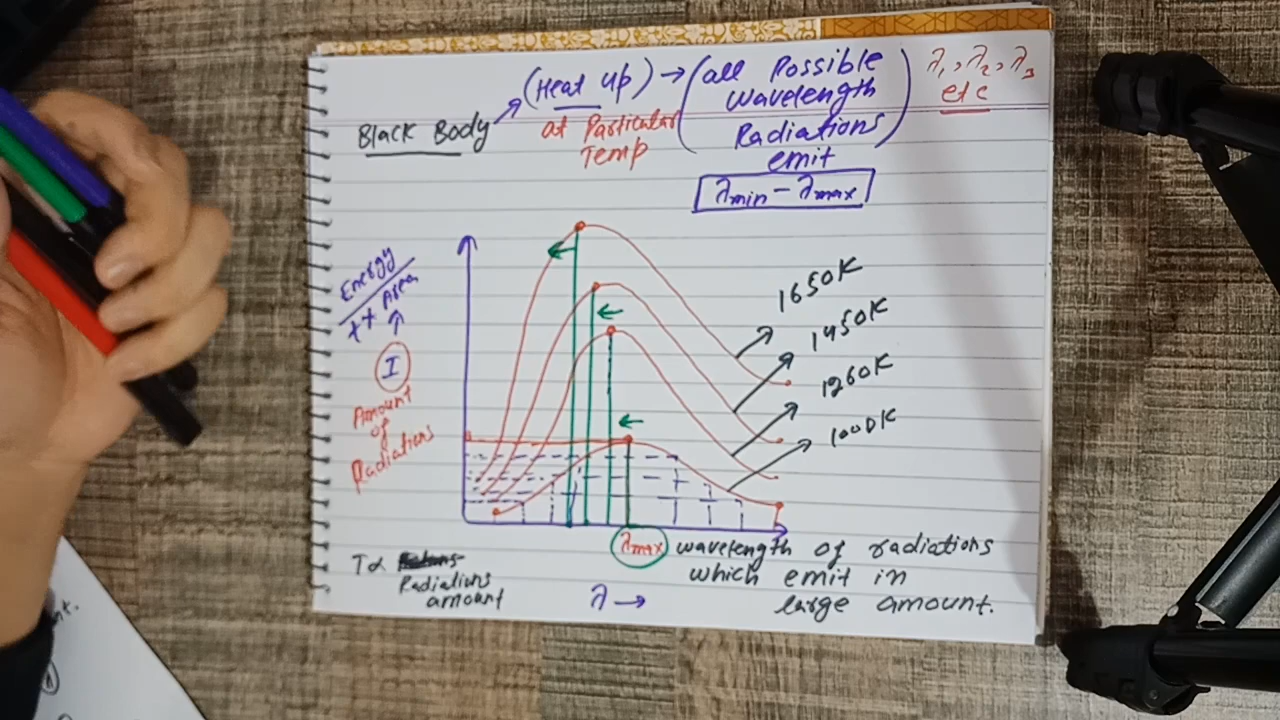 (Heat up) → (all Possible
wavelength
Radiations
emit)
λ1, λ2, λ3
etc
Black Body
at Particular
Temp
λmin - λmax
Energy
t x Area
I
Amount
of
Radiations
1650K
1450K
1260K
1000K
λmax wavelength of radiations
which emit in
large amount.
T∝
Radiations
amount
λ →